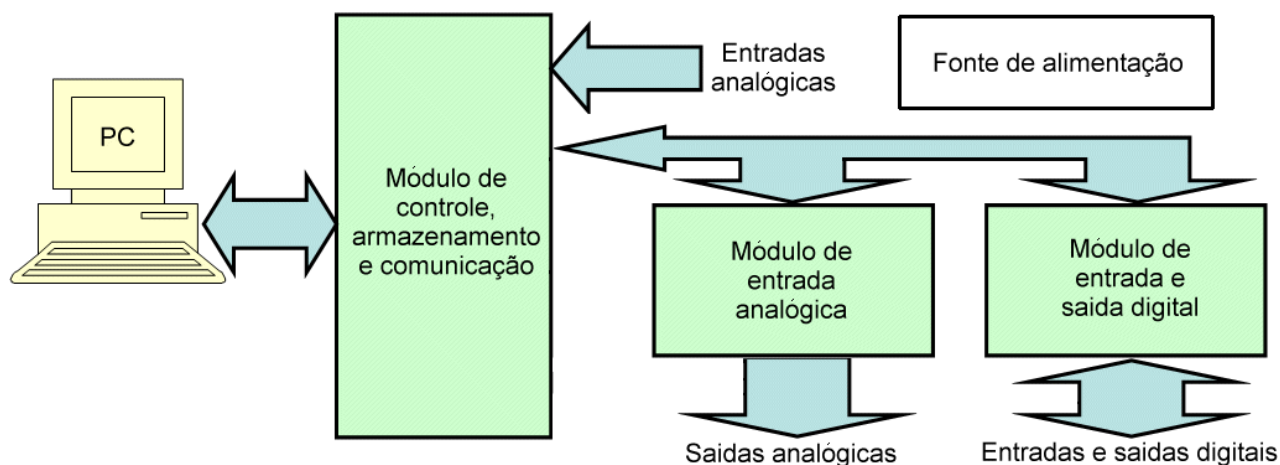 PC
Módulo de
controle,
armazenamento
e comunicação
Entradas
analógicas
Fonte de alimentação
Módulo de
entrada
analógica
Módulo de
entrada e
saida digital
Saidas analógicas
Entradas e saidas digitais